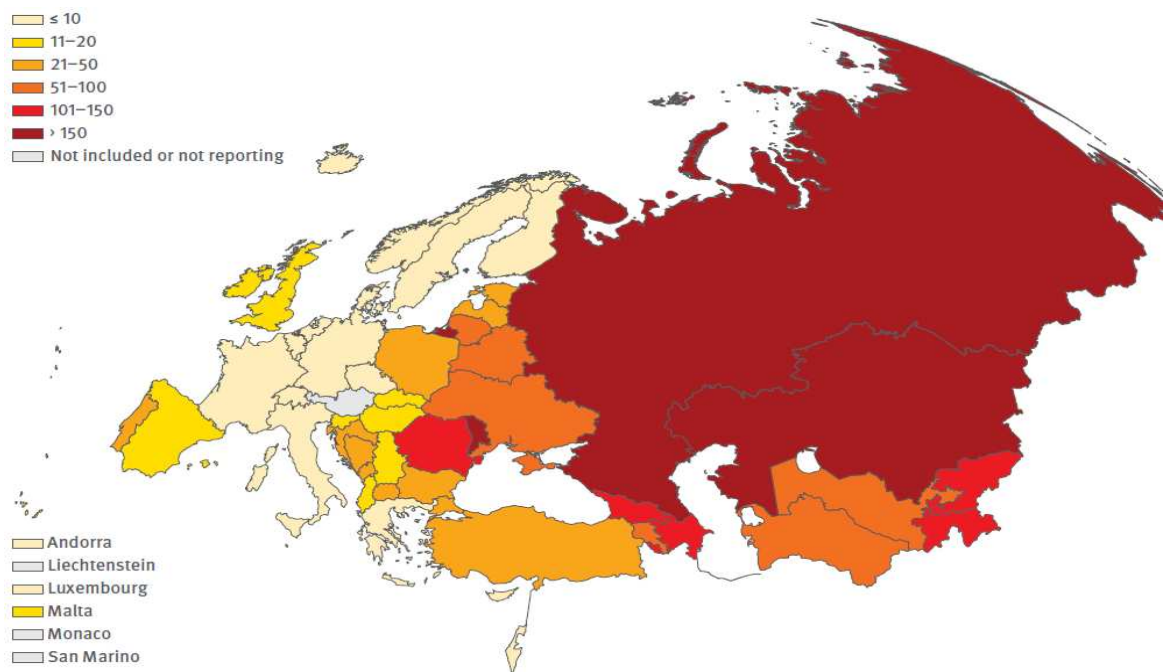 ≤ 10
11–20
21–50
51–100
101–150
> 150
Not included or not reporting
Andorra
Liechtenstein
Luxembourg
Malta
Monaco
San Marino